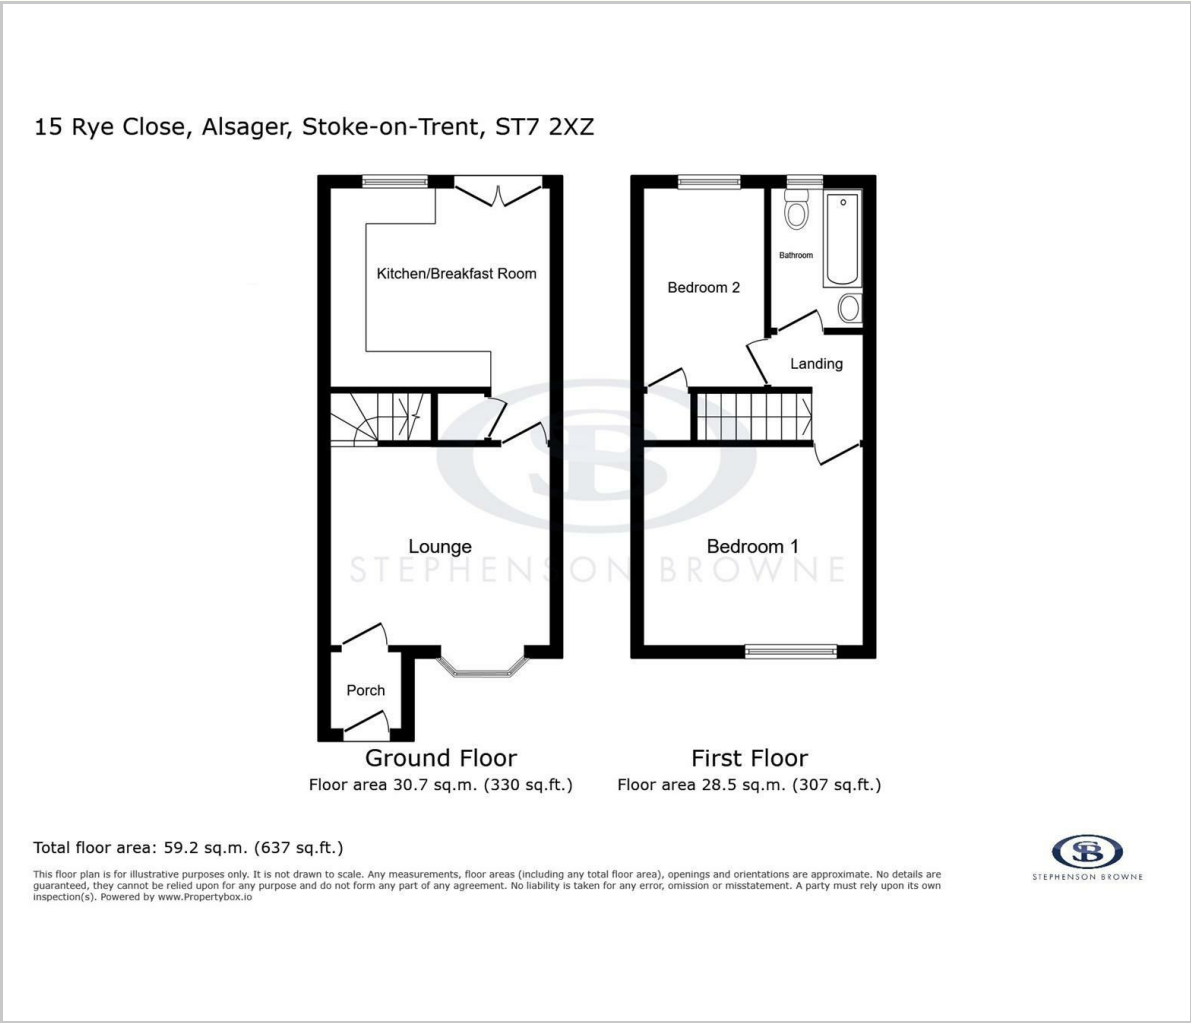 15 Rye Close, Alsager, Stoke-on-Trent, ST7 2XZ
Kitchen/Breakfast Room
Lounge
Porch
Bedroom 2
Bathroom
Landing
Bedroom 1
SB
STEPHENSON BROWNE
Ground Floor
Floor area 30.7 sq.m. (330 sq.ft.)
First Floor
Floor area 28.5 sq.m. (307 sq.ft.)
Total floor area: 59.2 sq.m. (637 sq.ft.)
This floor plan is for illustrative purposes only. It is not drawn to scale. Any measurements, floor areas (including any total floor area), openings and orientations are approximate. No details are
guaranteed, they cannot be relied upon for any purpose and do not form any part of any agreement. No liability is taken for any error, omission or misstatement. A party must rely upon its own
inspection(s). Powered by www.Propertybox.io
SB
STEPHENSON BROWNE